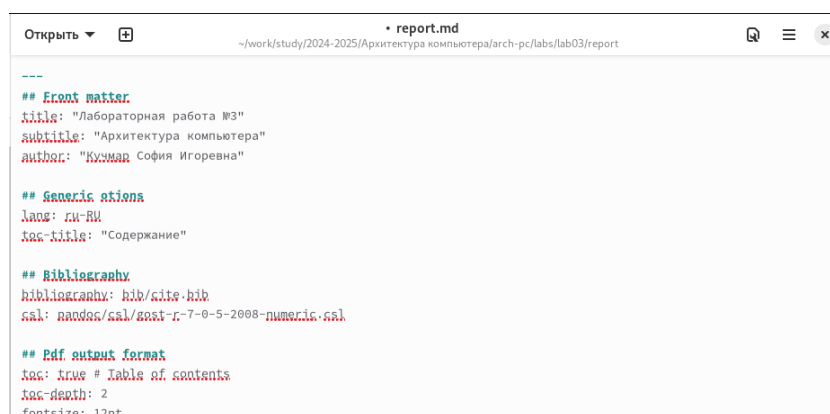 Открыть
• report.md
~/work/study/2024-2025/Архитектура компьютера/arch-pc/labs/lab03/report
---
## Front matter
title: "Лабораторная работа №3"
subtitle: "Архитектура компьютера"
author: "Кучмар София Игоревна"
## Generic otions
lang: ru-RU
toc-title: "Содержание"
## Bibliography
bibliography: bib/cite.bib
csl: pandoc/csl/gost-r-7-0-5-2008-numeric.csl
## Pdf output format
toc: true # Table of contents
toc-depth: 2
fontsize: 12pt